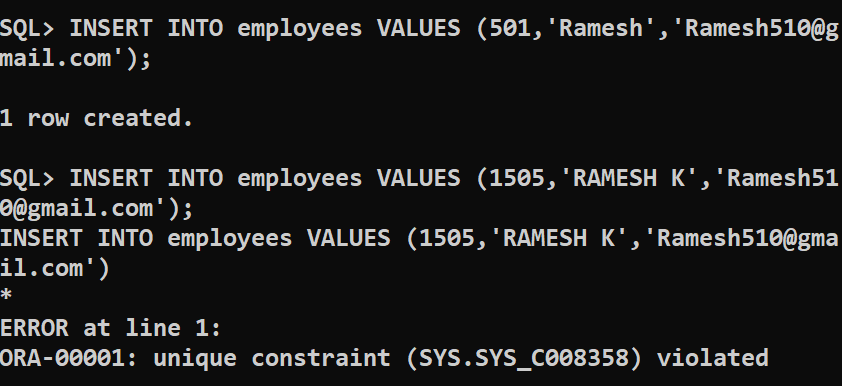 SQL> INSERT INTO employees VALUES (501,'Ramesh','Ramesh510@g
mail.com');
1 row created.
SQL> INSERT INTO employees VALUES (1505,'RAMESH K','Ramesh51
0@gmail.com');
INSERT INTO employees VALUES (1505,'RAMESH K','Ramesh510@gma
il.com')
*
ERROR at line 1:
ORA-00001: unique constraint (SYS.SYS_C008358) violated